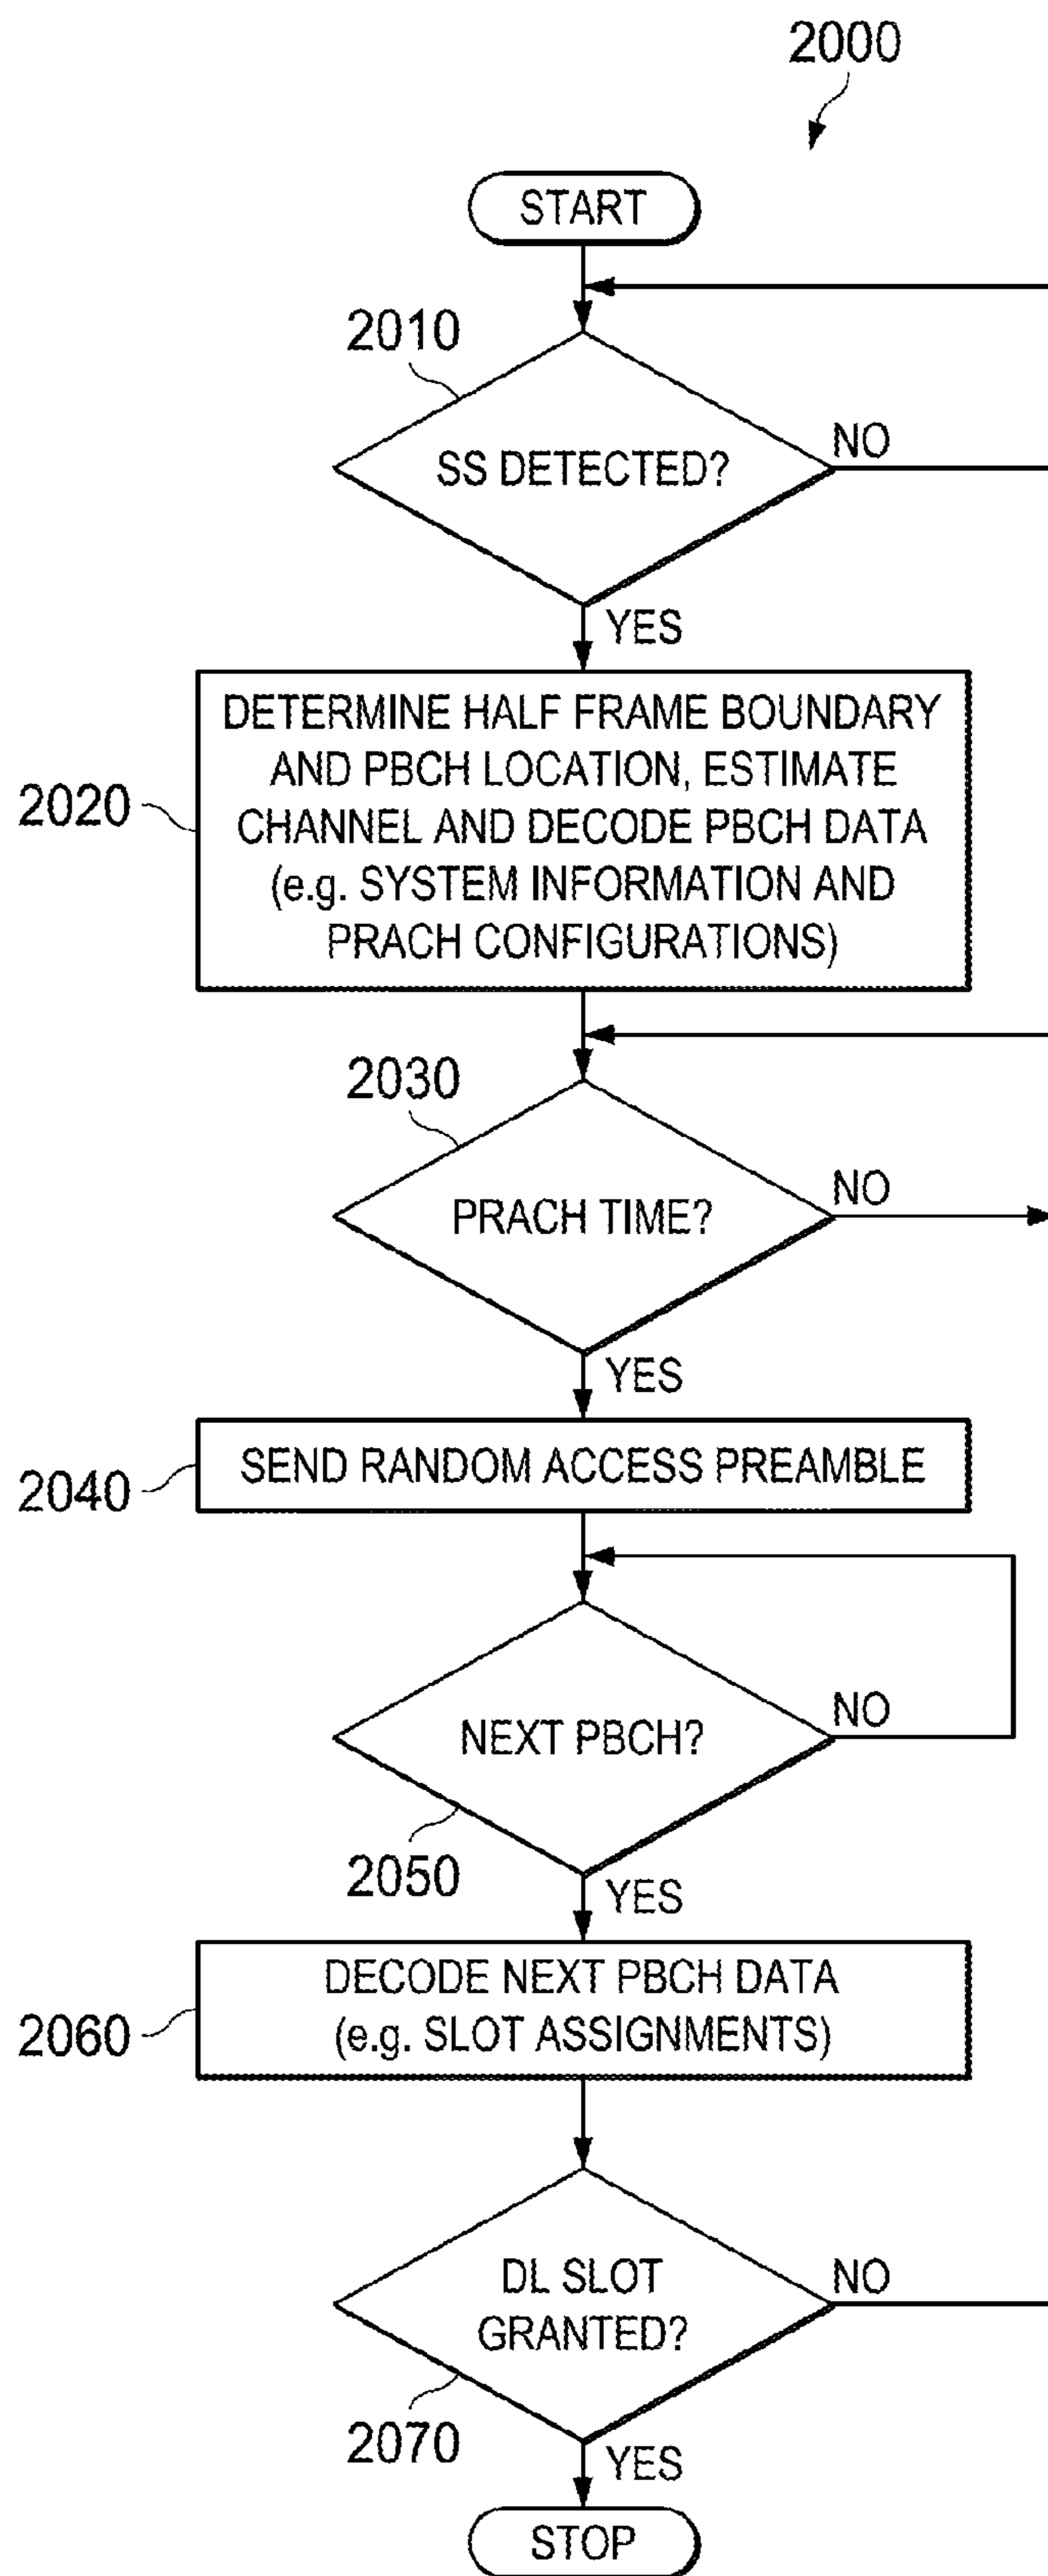 2000
START
2010
SS DETECTED?
NO
YES
2020
DETERMINE HALF FRAME BOUNDARY
AND PBCH LOCATION, ESTIMATE
CHANNEL AND DECODE PBCH DATA
(e.g. SYSTEM INFORMATION AND
PRACH CONFIGURATIONS)
2030
PRACH TIME?
NO
YES
2040
SEND RANDOM ACCESS PREAMBLE
NEXT PBCH?
NO
2050
YES
2060
DECODE NEXT PBCH DATA
(e.g. SLOT ASSIGNMENTS)
DL SLOT
GRANTED?
NO
2070
YES
STOP